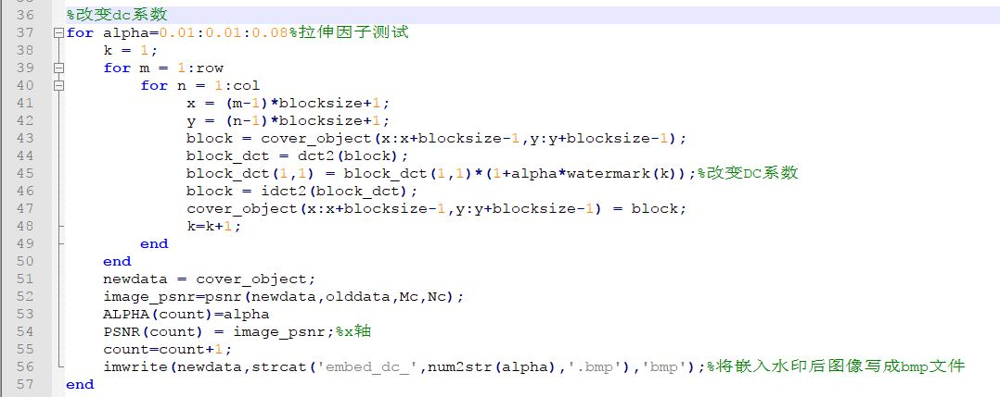 36 %改变dc系数
37 for alpha=0.01:0.01:0.08%拉伸因子测试
38 k = 1;
39 for m = 1:row
40 for n = 1:col
41 x = (m-1)*blocksize+1;
42 y = (n-1)*blocksize+1;
43 block = cover_object(x:x+blocksize-1,y:y+blocksize-1);
44 block_dct = dct2(block);
45 block_dct(1,1) = block_dct(1,1)*(1+alpha*watermark(k));%改变DC系数
46 block = idct2(block_dct);
47 cover_object(x:x+blocksize-1,y:y+blocksize-1) = block;
48 k=k+1;
49 end
50 end
51 newdata = cover_object;
52 image_psnr=psnr(newdata,olddata,Mc,Nc);
53 ALPHA(count)=alpha
54 PSNR(count) = image_psnr;%x轴
55 count=count+1;
56 imwrite(newdata,strcat('embed_dc_',num2str(alpha),'.bmp'),'bmp');%将嵌入水印后图像写成bmp文件
57 end